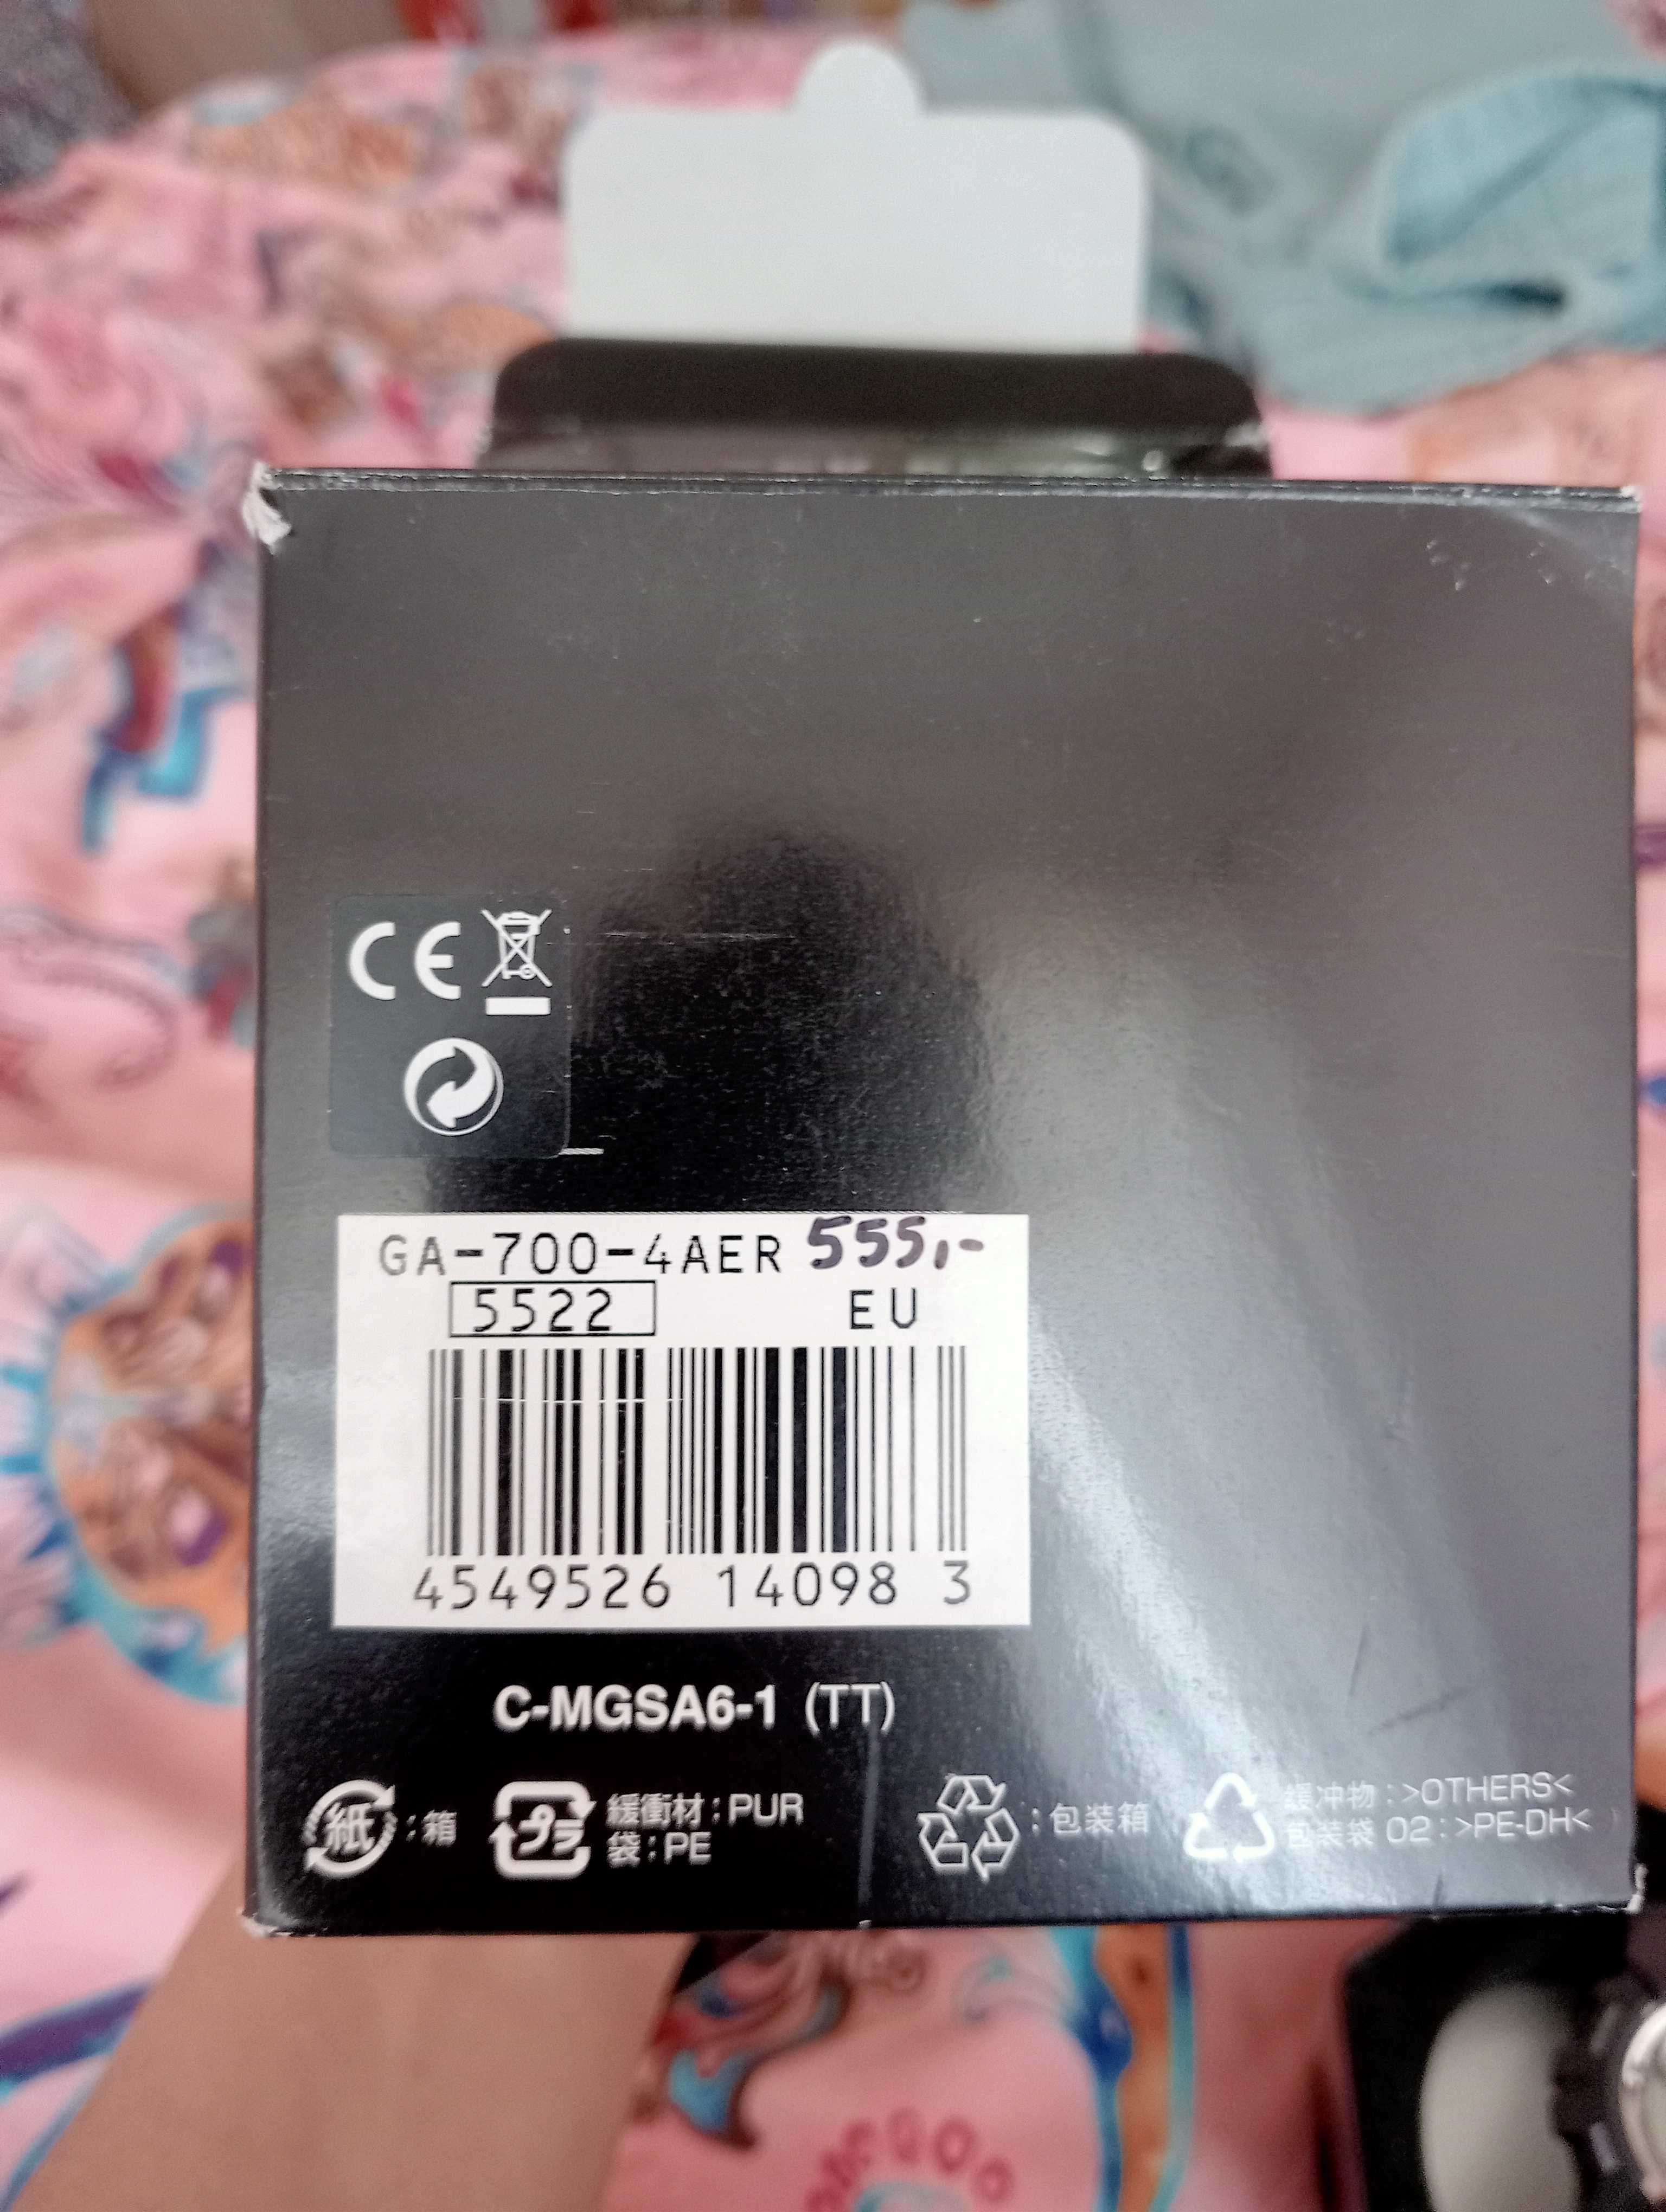 CE
GA-700-4AER 555,-
5522 EU
4549526 14098 3
C-MGSA6-1 (TT)
紙:箱
プラ 緩衝材:PUR
袋:PE
:包装箱
缓冲物:>OTHERS<
包装袋 02:>PE-DH<